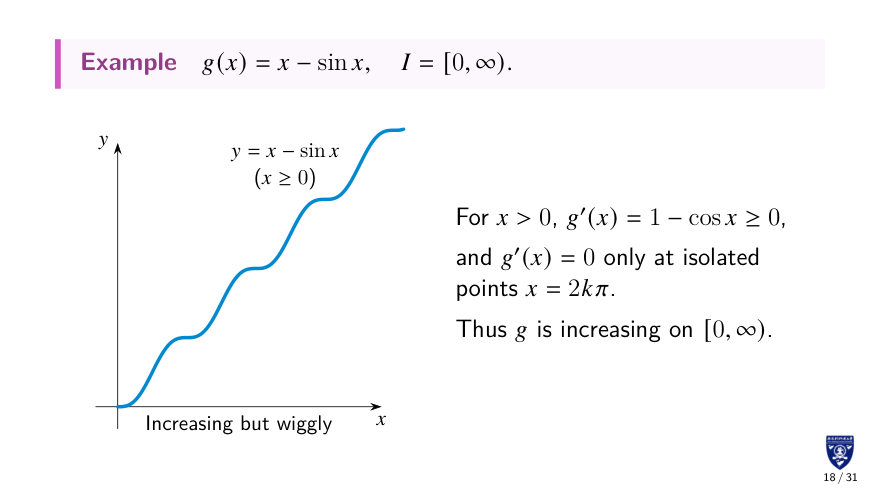 Example g(x) = x − sin x, I = [0, ∞).
y
y = x − sin x
(x ≥ 0)
For x > 0, g′(x) = 1 − cos x ≥ 0,
and g′(x) = 0 only at isolated
points x = 2kπ.
Thus g is increasing on [0, ∞).
Increasing but wiggly
x
18 / 31